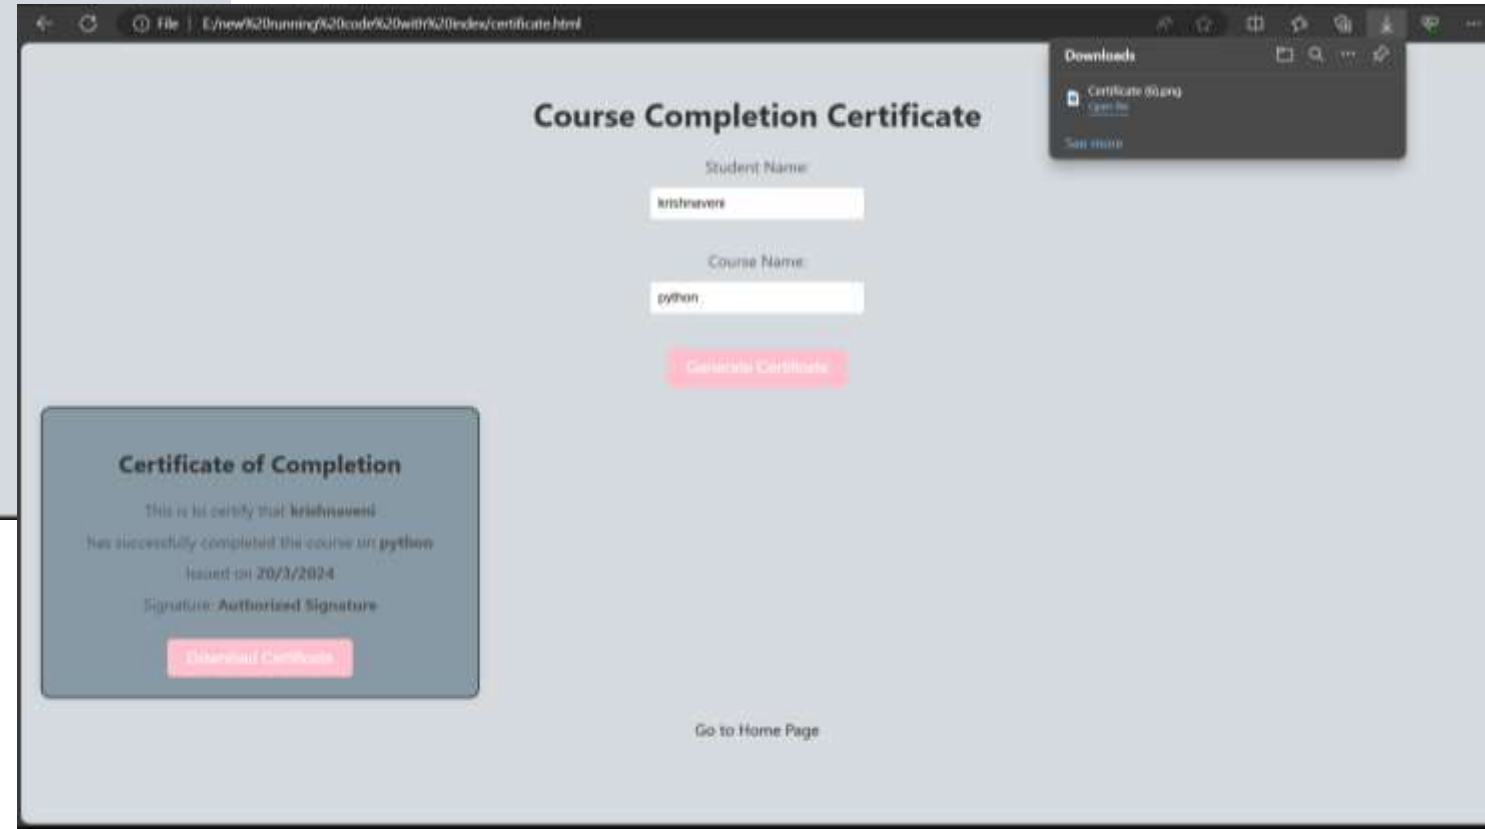 File | E:/new%20running%20code%20with%20index/certificate.html
Downloads
Certificate (6).png
Open file
See more
Course Completion Certificate
Student Name:
krishnaveni
Course Name:
python
Generate Certificate
Certificate of Completion
This is to certify that krishnaveni
has successfully completed the course on python
Issued on 20/3/2024
Signature: Authorized Signature
Download Certificate
Go to Home Page